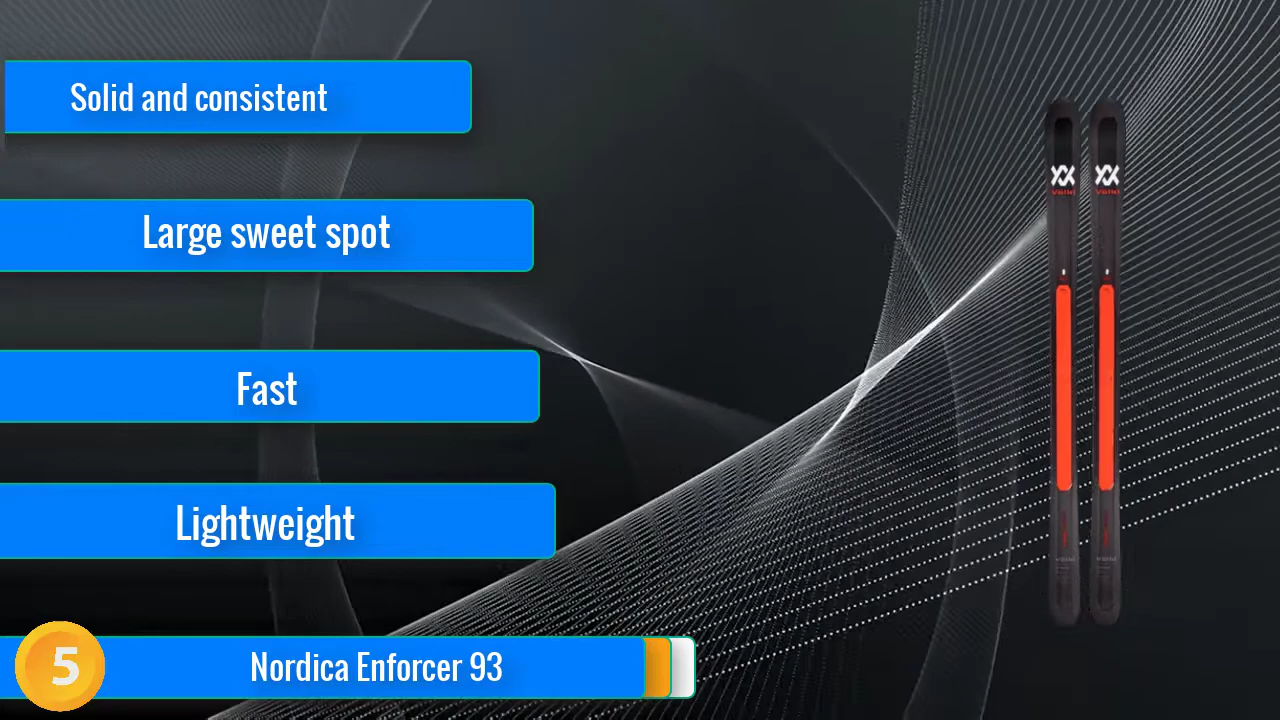 Solid and consistent
Large sweet spot
Fast
Lightweight
5
Nordica Enforcer 93